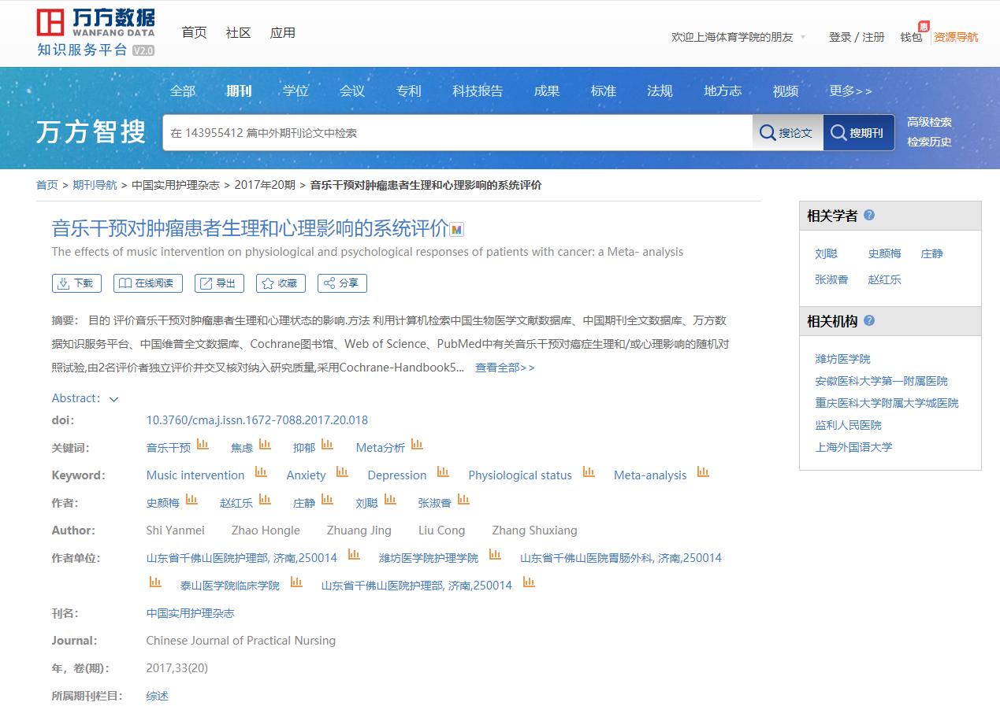 万方数据
WANFANG DATA
知识服务平台 V2.0
首页 社区 应用
欢迎上海体育学院的朋友 登录 / 注册 钱包 惠 资源导航
全部 期刊 学位 会议 专利 科技报告 成果 标准 法规 地方志 视频 更多>>
万方智搜
在 143955412 篇中外期刊论文中检索
搜论文 搜期刊
高级检索
检索历史
首页 > 期刊导航 > 中国实用护理杂志 > 2017年20期 > 音乐干预对肿瘤患者生理和心理影响的系统评价
音乐干预对肿瘤患者生理和心理影响的系统评价 M
The effects of music intervention on physiological and psychological responses of patients with cancer: a Meta- analysis
下载 在线阅读 导出 收藏 分享
摘要： 目的 评价音乐干预对肿瘤患者生理和心理状态的影响.方法 利用计算机检索中国生物医学文献数据库、中国期刊全文数据库、万方数
据知识服务平台、中国维普全文数据库、Cochrane图书馆、Web of Science、PubMed中有关音乐干预对癌症生理和/或心理影响的随机对
照试验,由2名评价者独立评价并交叉核对纳入研究质量,采用Cochrane-Handbook5... 查看全部>>
Abstract：
doi： 10.3760/cma.j.issn.1672-7088.2017.20.018
关键词： 音乐干预 焦虑 抑郁 Meta分析
Keyword： Music intervention Anxiety Depression Physiological status Meta-analysis
作者： 史颜梅 赵红乐 庄静 刘聪 张淑香
Author： Shi Yanmei Zhao Hongle Zhuang Jing Liu Cong Zhang Shuxiang
作者单位： 山东省千佛山医院护理部, 济南,250014 潍坊医学院护理学院 山东省千佛山医院胃肠外科, 济南,250014
泰山医学院临床学院 山东省千佛山医院护理部, 济南,250014
刊名： 中国实用护理杂志
Journal： Chinese Journal of Practical Nursing
年，卷(期)： 2017,33(20)
所属期刊栏目： 综述
相关学者 ?
刘聪 史颜梅 庄静
张淑香 赵红乐
相关机构 ?
潍坊医学院
安徽医科大学第一附属医院
重庆医科大学附属大学城医院
监利人民医院
上海外国语大学